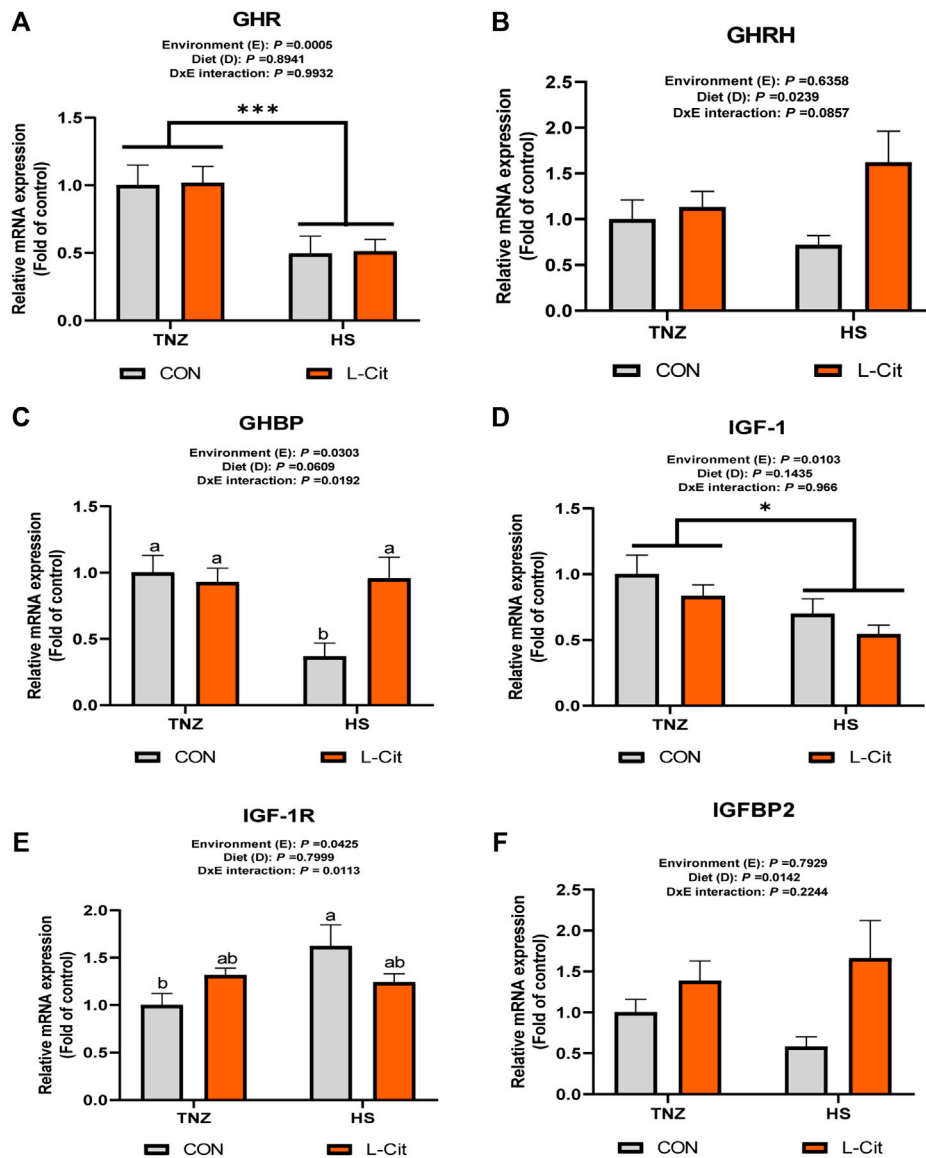 A
GHR
Environment (E): P =0.0005
Diet (D): P =0.8941
DxE interaction: P =0.9932
Relative mRNA expression
(Fold of control)
1.5
1.0
0.5
0.0
***
TNZ
HS
CON
L-Cit
B
GHRH
Environment (E): P =0.6358
Diet (D): P =0.0239
DxE interaction: P =0.0857
Relative mRNA expression
(Fold of control)
2.5
2.0
1.5
1.0
0.5
0.0
TNZ
HS
CON
L-Cit
C
GHBP
Environment (E): P =0.0303
Diet (D): P =0.0609
DxE interaction: P =0.0192
Relative mRNA expression
(Fold of control)
1.5
1.0
0.5
0.0
a
a
b
a
TNZ
HS
CON
L-Cit
D
IGF-1
Environment (E): P =0.0103
Diet (D): P =0.1435
DxE interaction: P =0.966
Relative mRNA expression
(Fold of control)
1.5
1.0
0.5
0.0
*
TNZ
HS
CON
L-Cit
E
IGF-1R
Environment (E): P =0.0425
Diet (D): P =0.7999
DxE interaction: P = 0.0113
Relative mRNA expression
(Fold of control)
2.0
1.5
1.0
0.5
0.0
b
ab
a
ab
TNZ
HS
CON
L-Cit
F
IGFBP2
Environment (E): P =0.7929
Diet (D): P =0.0142
DxE interaction: P =0.2244
Relative mRNA expression
(Fold of control)
2.5
2.0
1.5
1.0
0.5
0.0
TNZ
HS
CON
L-Cit